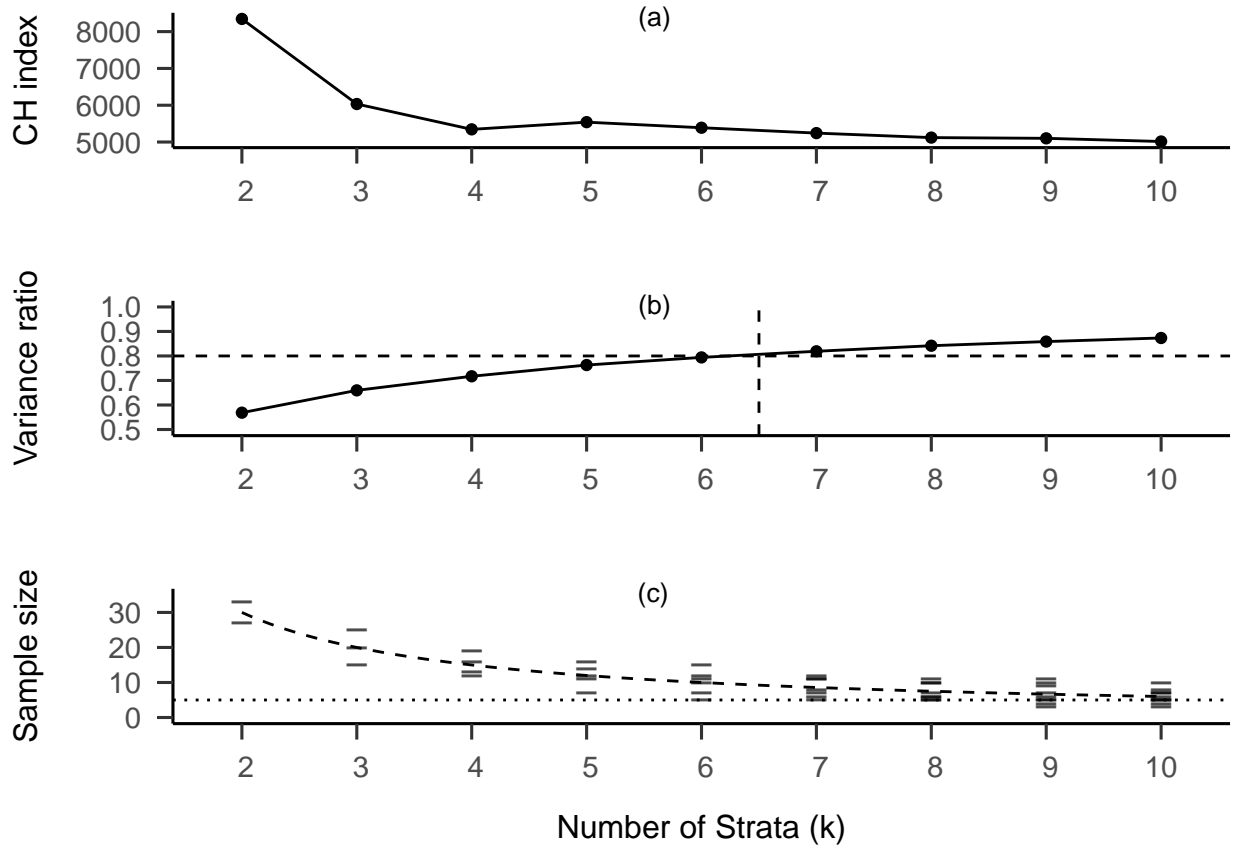 (a)
CH index
8000
7000
6000
5000
2 3 4 5 6 7 8 9 10
(b)
Variance ratio
1.0
0.9
0.8
0.7
0.6
0.5
2 3 4 5 6 7 8 9 10
(c)
Sample size
30
20
10
0
2 3 4 5 6 7 8 9 10
Number of Strata (k)